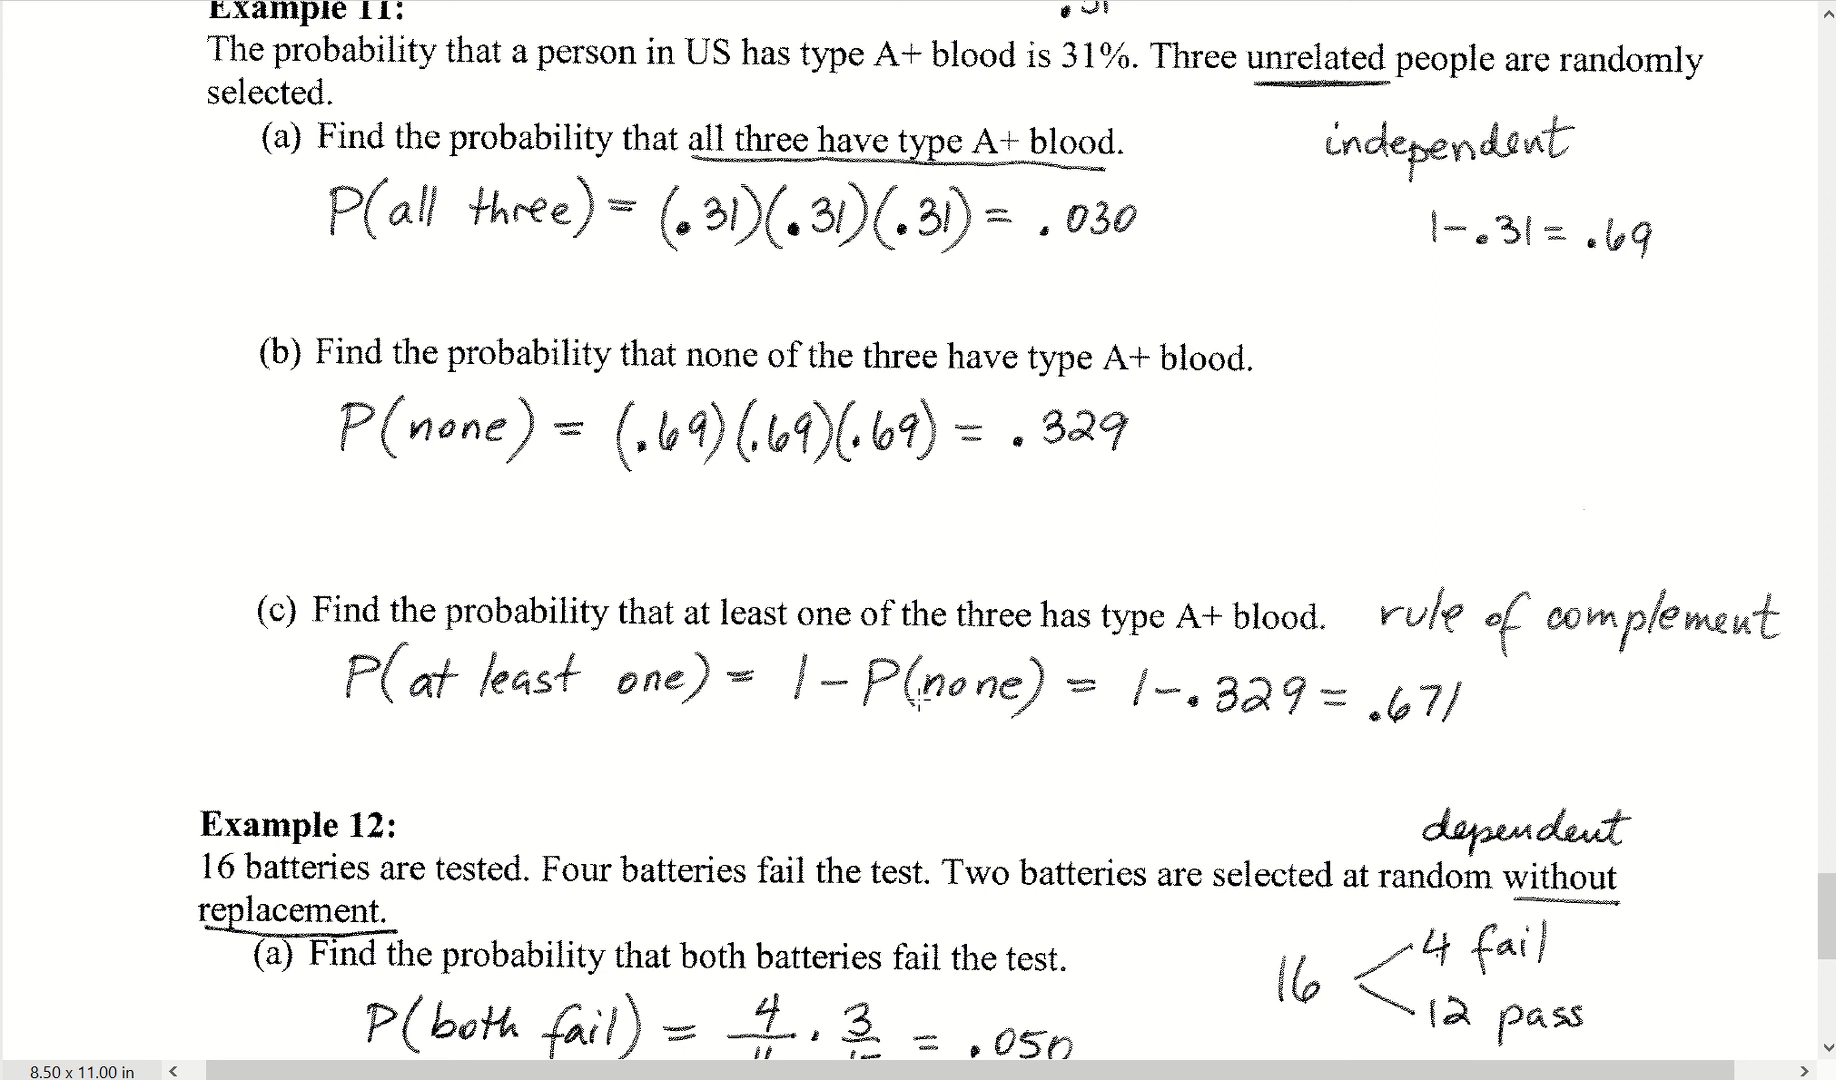 Example 11:
.31
The probability that a person in US has type A+ blood is 31%. Three unrelated people are randomly
selected.
(a) Find the probability that all three have type A+ blood.
independent
P(all three) = (.31)(.31)(.31) = .030
1-.31 = .69
(b) Find the probability that none of the three have type A+ blood.
P(none) = (.69)(.69)(.69) = .329
(c) Find the probability that at least one of the three has type A+ blood.
rule of complement
P(at least one) = 1-P(none) = 1-.329 = .671
Example 12:
dependent
16 batteries are tested. Four batteries fail the test. Two batteries are selected at random without
replacement.
(a) Find the probability that both batteries fail the test.
16 < 4 fail
12 pass
P(both fail) = 4 . 3 = .050
8.50 x 11.00 in